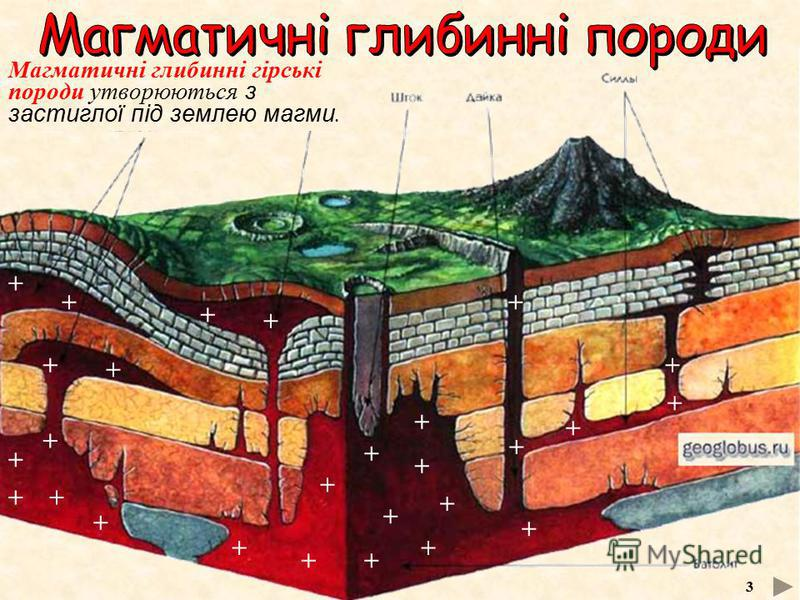 Магматичні глибинні породи
Магматичні глибинні гірські
породи утворюються з
застиглої під землею магми.
Шток
Дайка
Силлы
geoglobus.ru
MyShared
Батолит
3